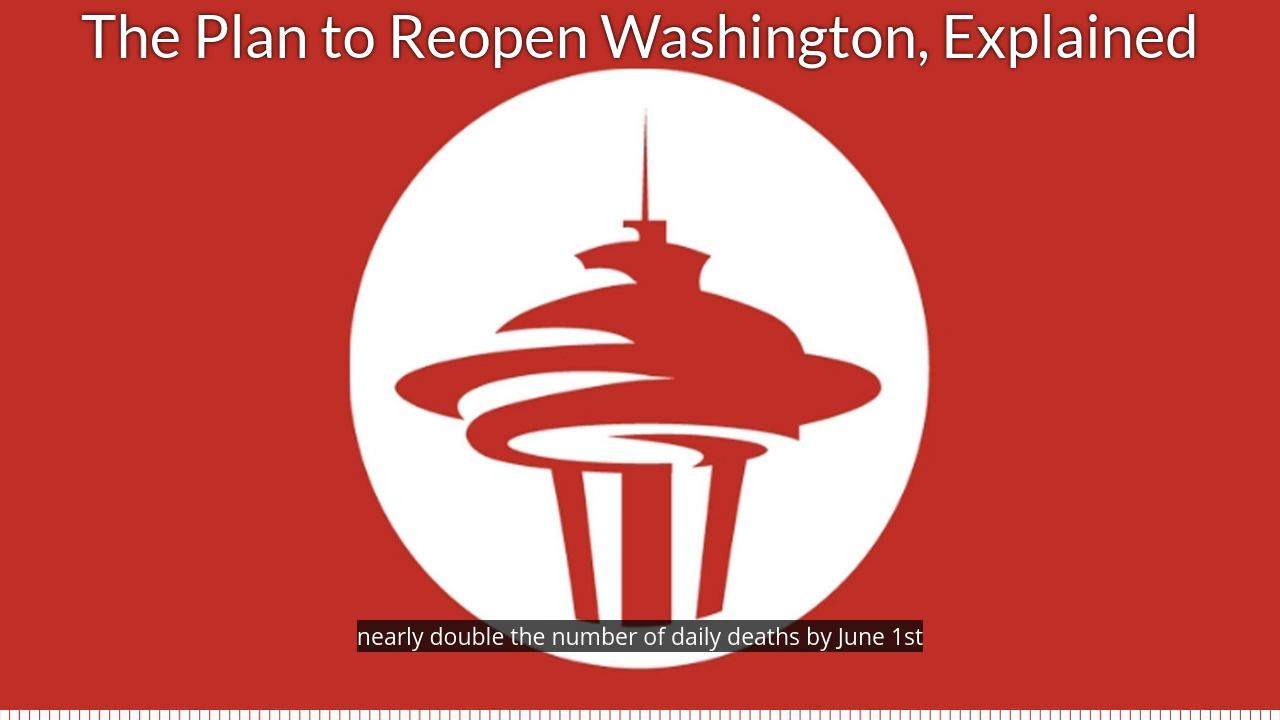 The Plan to Reopen Washington, Explained
nearly double the number of daily deaths by June 1st